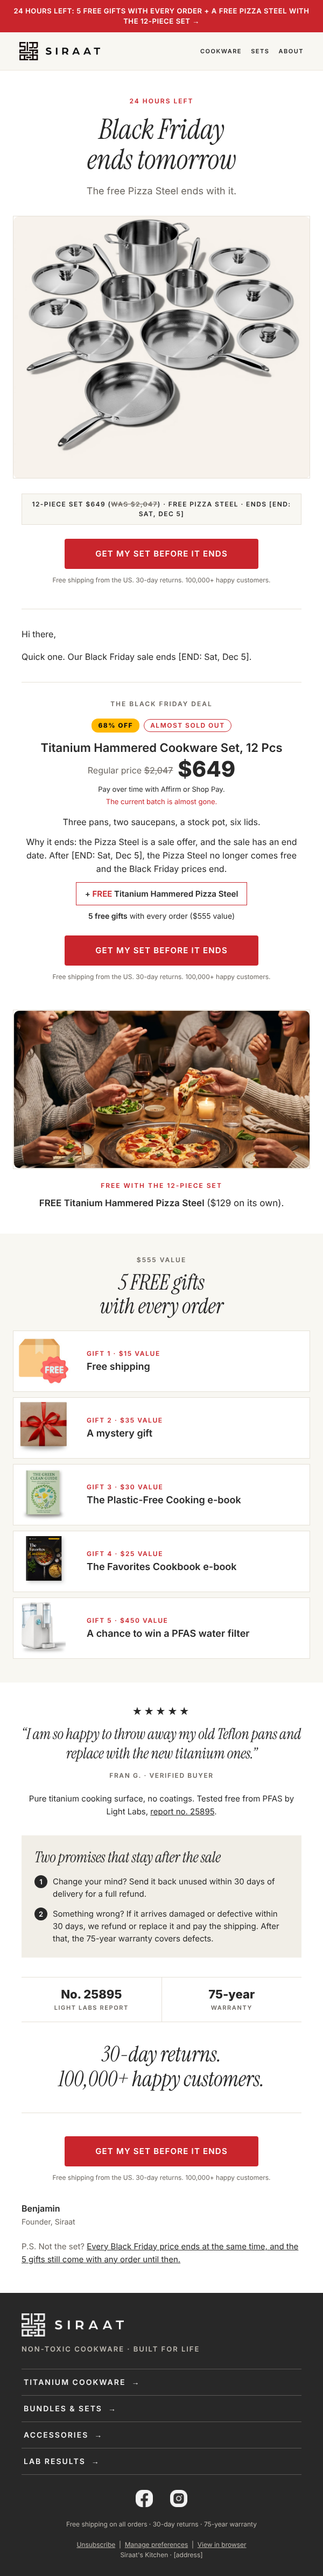 24 HOURS LEFT: 5 FREE GIFTS WITH EVERY ORDER + A FREE PIZZA STEEL WITH
THE 12-PIECE SET →
SIRAAT
COOKWARE SETS ABOUT
24 HOURS LEFT
Black Friday
ends tomorrow
The free Pizza Steel ends with it.
12-PIECE SET $649 (WAS $2,047) · FREE PIZZA STEEL · ENDS [END:
SAT, DEC 5]
GET MY SET BEFORE IT ENDS
Free shipping from the US. 30-day returns. 100,000+ happy customers.
Hi there,
Quick one. Our Black Friday sale ends [END: Sat, Dec 5].
THE BLACK FRIDAY DEAL
68% OFF ALMOST SOLD OUT
Titanium Hammered Cookware Set, 12 Pcs
Regular price $2,047 $649
Pay over time with Affirm or Shop Pay.
The current batch is almost gone.
Three pans, two saucepans, a stock pot, six lids.
Why it ends: the Pizza Steel is a sale offer, and the sale has an end
date. After [END: Sat, Dec 5], the Pizza Steel no longer comes free
and the Black Friday prices end.
+ FREE Titanium Hammered Pizza Steel
5 free gifts with every order ($555 value)
GET MY SET BEFORE IT ENDS
Free shipping from the US. 30-day returns. 100,000+ happy customers.
FREE WITH THE 12-PIECE SET
FREE Titanium Hammered Pizza Steel ($129 on its own).
$555 VALUE
5 FREE gifts
with every order
FREE
GIFT 1 · $15 VALUE
Free shipping
GIFT 2 · $35 VALUE
A mystery gift
GIFT 3 · $30 VALUE
The Plastic-Free Cooking e-book
GIFT 4 · $25 VALUE
The Favorites Cookbook e-book
GIFT 5 · $450 VALUE
A chance to win a PFAS water filter
★★★★★
“I am so happy to throw away my old Teflon pans and
replace with the new titanium ones.”
FRAN G. · VERIFIED BUYER
Pure titanium cooking surface, no coatings. Tested free from PFAS by
Light Labs, report no. 25895.
Two promises that stay after the sale
1 Change your mind? Send it back unused within 30 days of
delivery for a full refund.
2 Something wrong? If it arrives damaged or defective within
30 days, we refund or replace it and pay the shipping. After
that, the 75-year warranty covers defects.
No. 25895
LIGHT LABS REPORT
75-year
WARRANTY
30-day returns.
100,000+ happy customers.
GET MY SET BEFORE IT ENDS
Free shipping from the US. 30-day returns. 100,000+ happy customers.
Benjamin
Founder, Siraat
P.S. Not the set? Every Black Friday price ends at the same time, and the
5 gifts still come with any order until then.
SIRAAT
NON-TOXIC COOKWARE · BUILT FOR LIFE
TITANIUM COOKWARE →
BUNDLES & SETS →
ACCESSORIES →
LAB RESULTS →
Free shipping on all orders · 30-day returns · 75-year warranty
Unsubscribe | Manage preferences | View in browser
Siraat's Kitchen · [address]